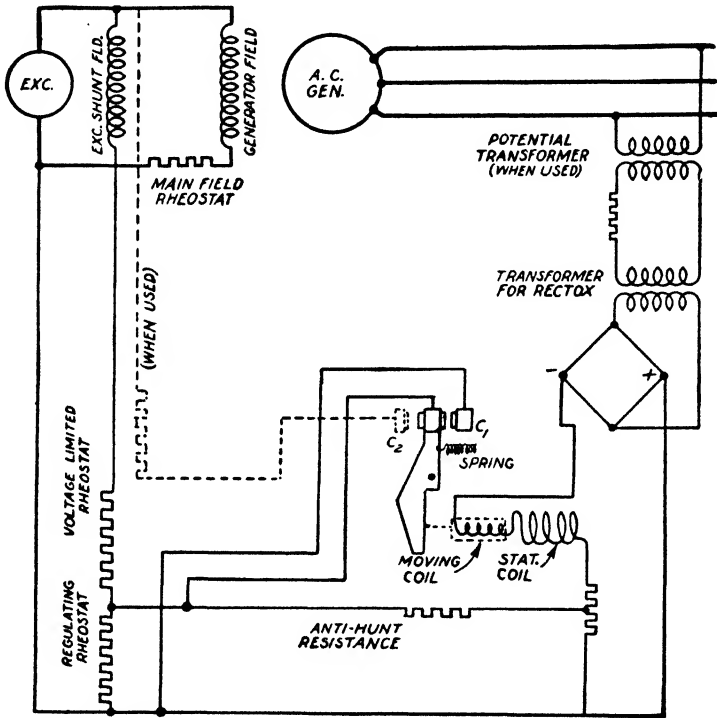 EXC.
EXC. SHUNT FLD.
GENERATOR FIELD
MAIN FIELD
RHEOSTAT
A. C.
GEN.
POTENTIAL
TRANSFORMER
(WHEN USED)
TRANSFORMER
FOR RECTOX
(WHEN USED)
-
+
C2
C1
SPRING
VOLTAGE LIMITED
RHEOSTAT
MOVING
COIL
STAT.
COIL
REGULATING
RHEOSTAT
ANTI-HUNT
RESISTANCE